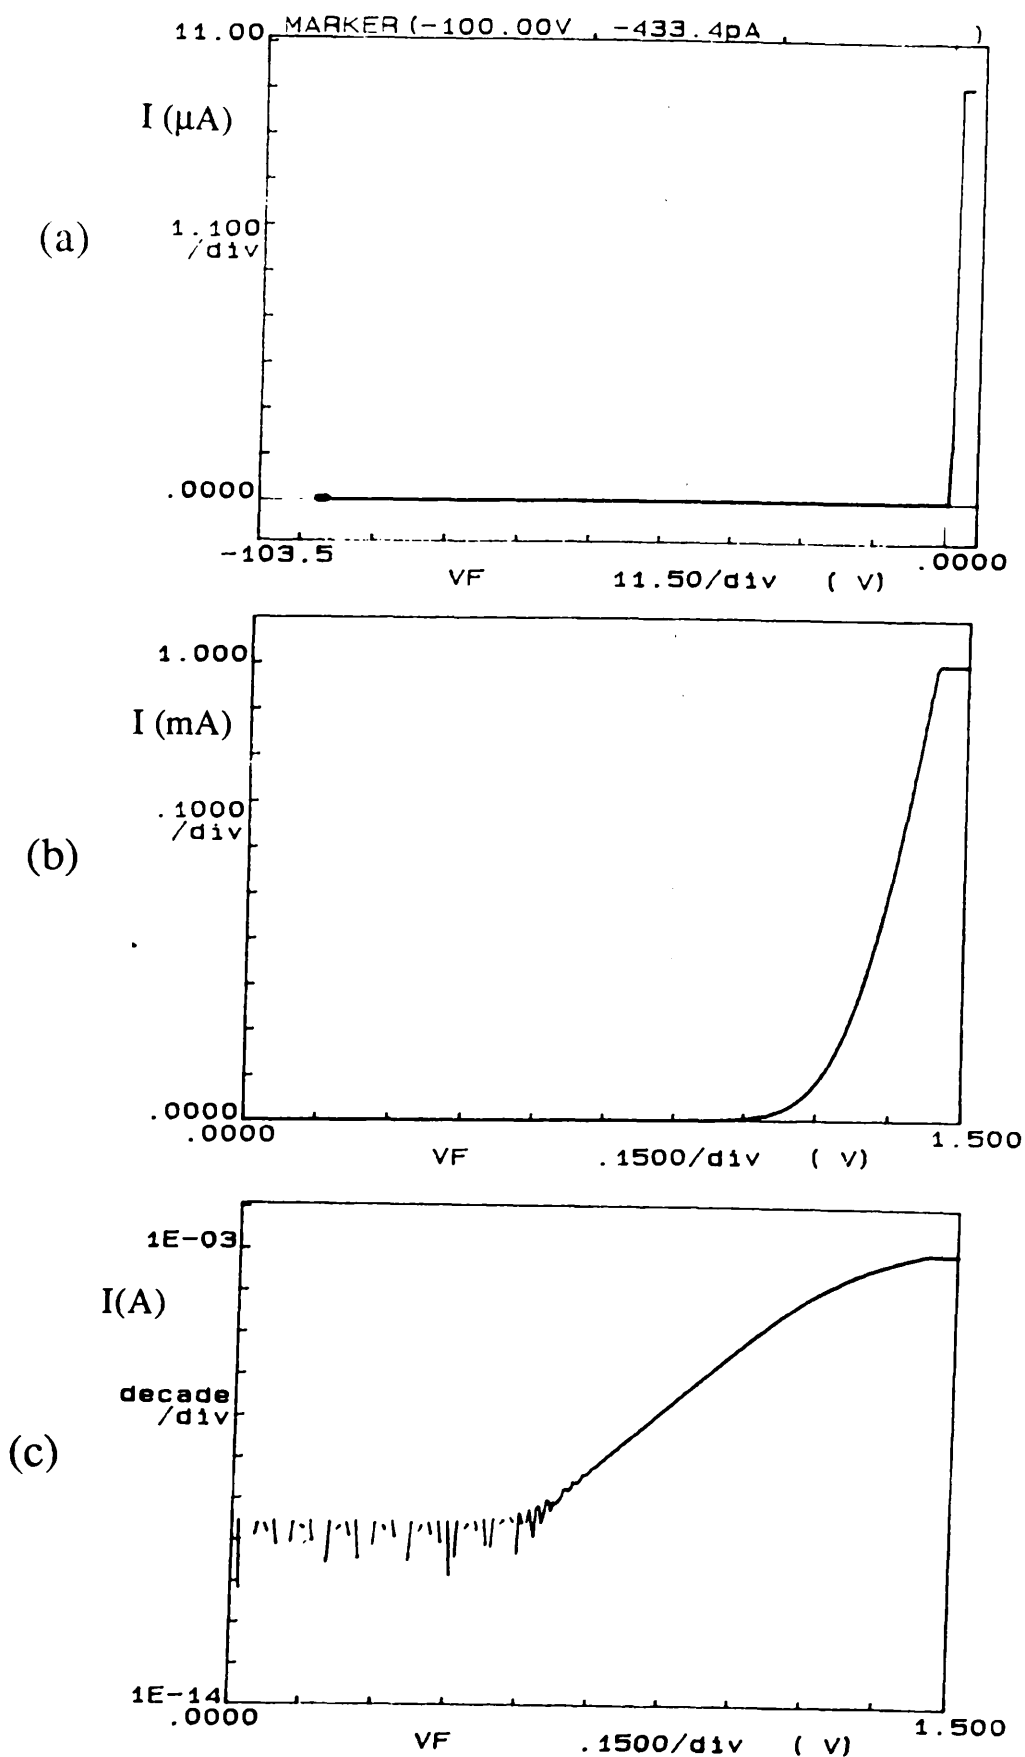 MARKER (-100.00V , -433.4pA )
11.00
I (µA)
(a)
1.100
/div
.0000
-103.5
.0000
VF 11.50/div ( V)
1.000
I (mA)
.1000
/div
(b)
.0000
.0000
1.500
VF .1500/div ( V)
1E-03
I(A)
decade
/div
(c)
1E-14
.0000
1.500
VF .1500/div ( V)